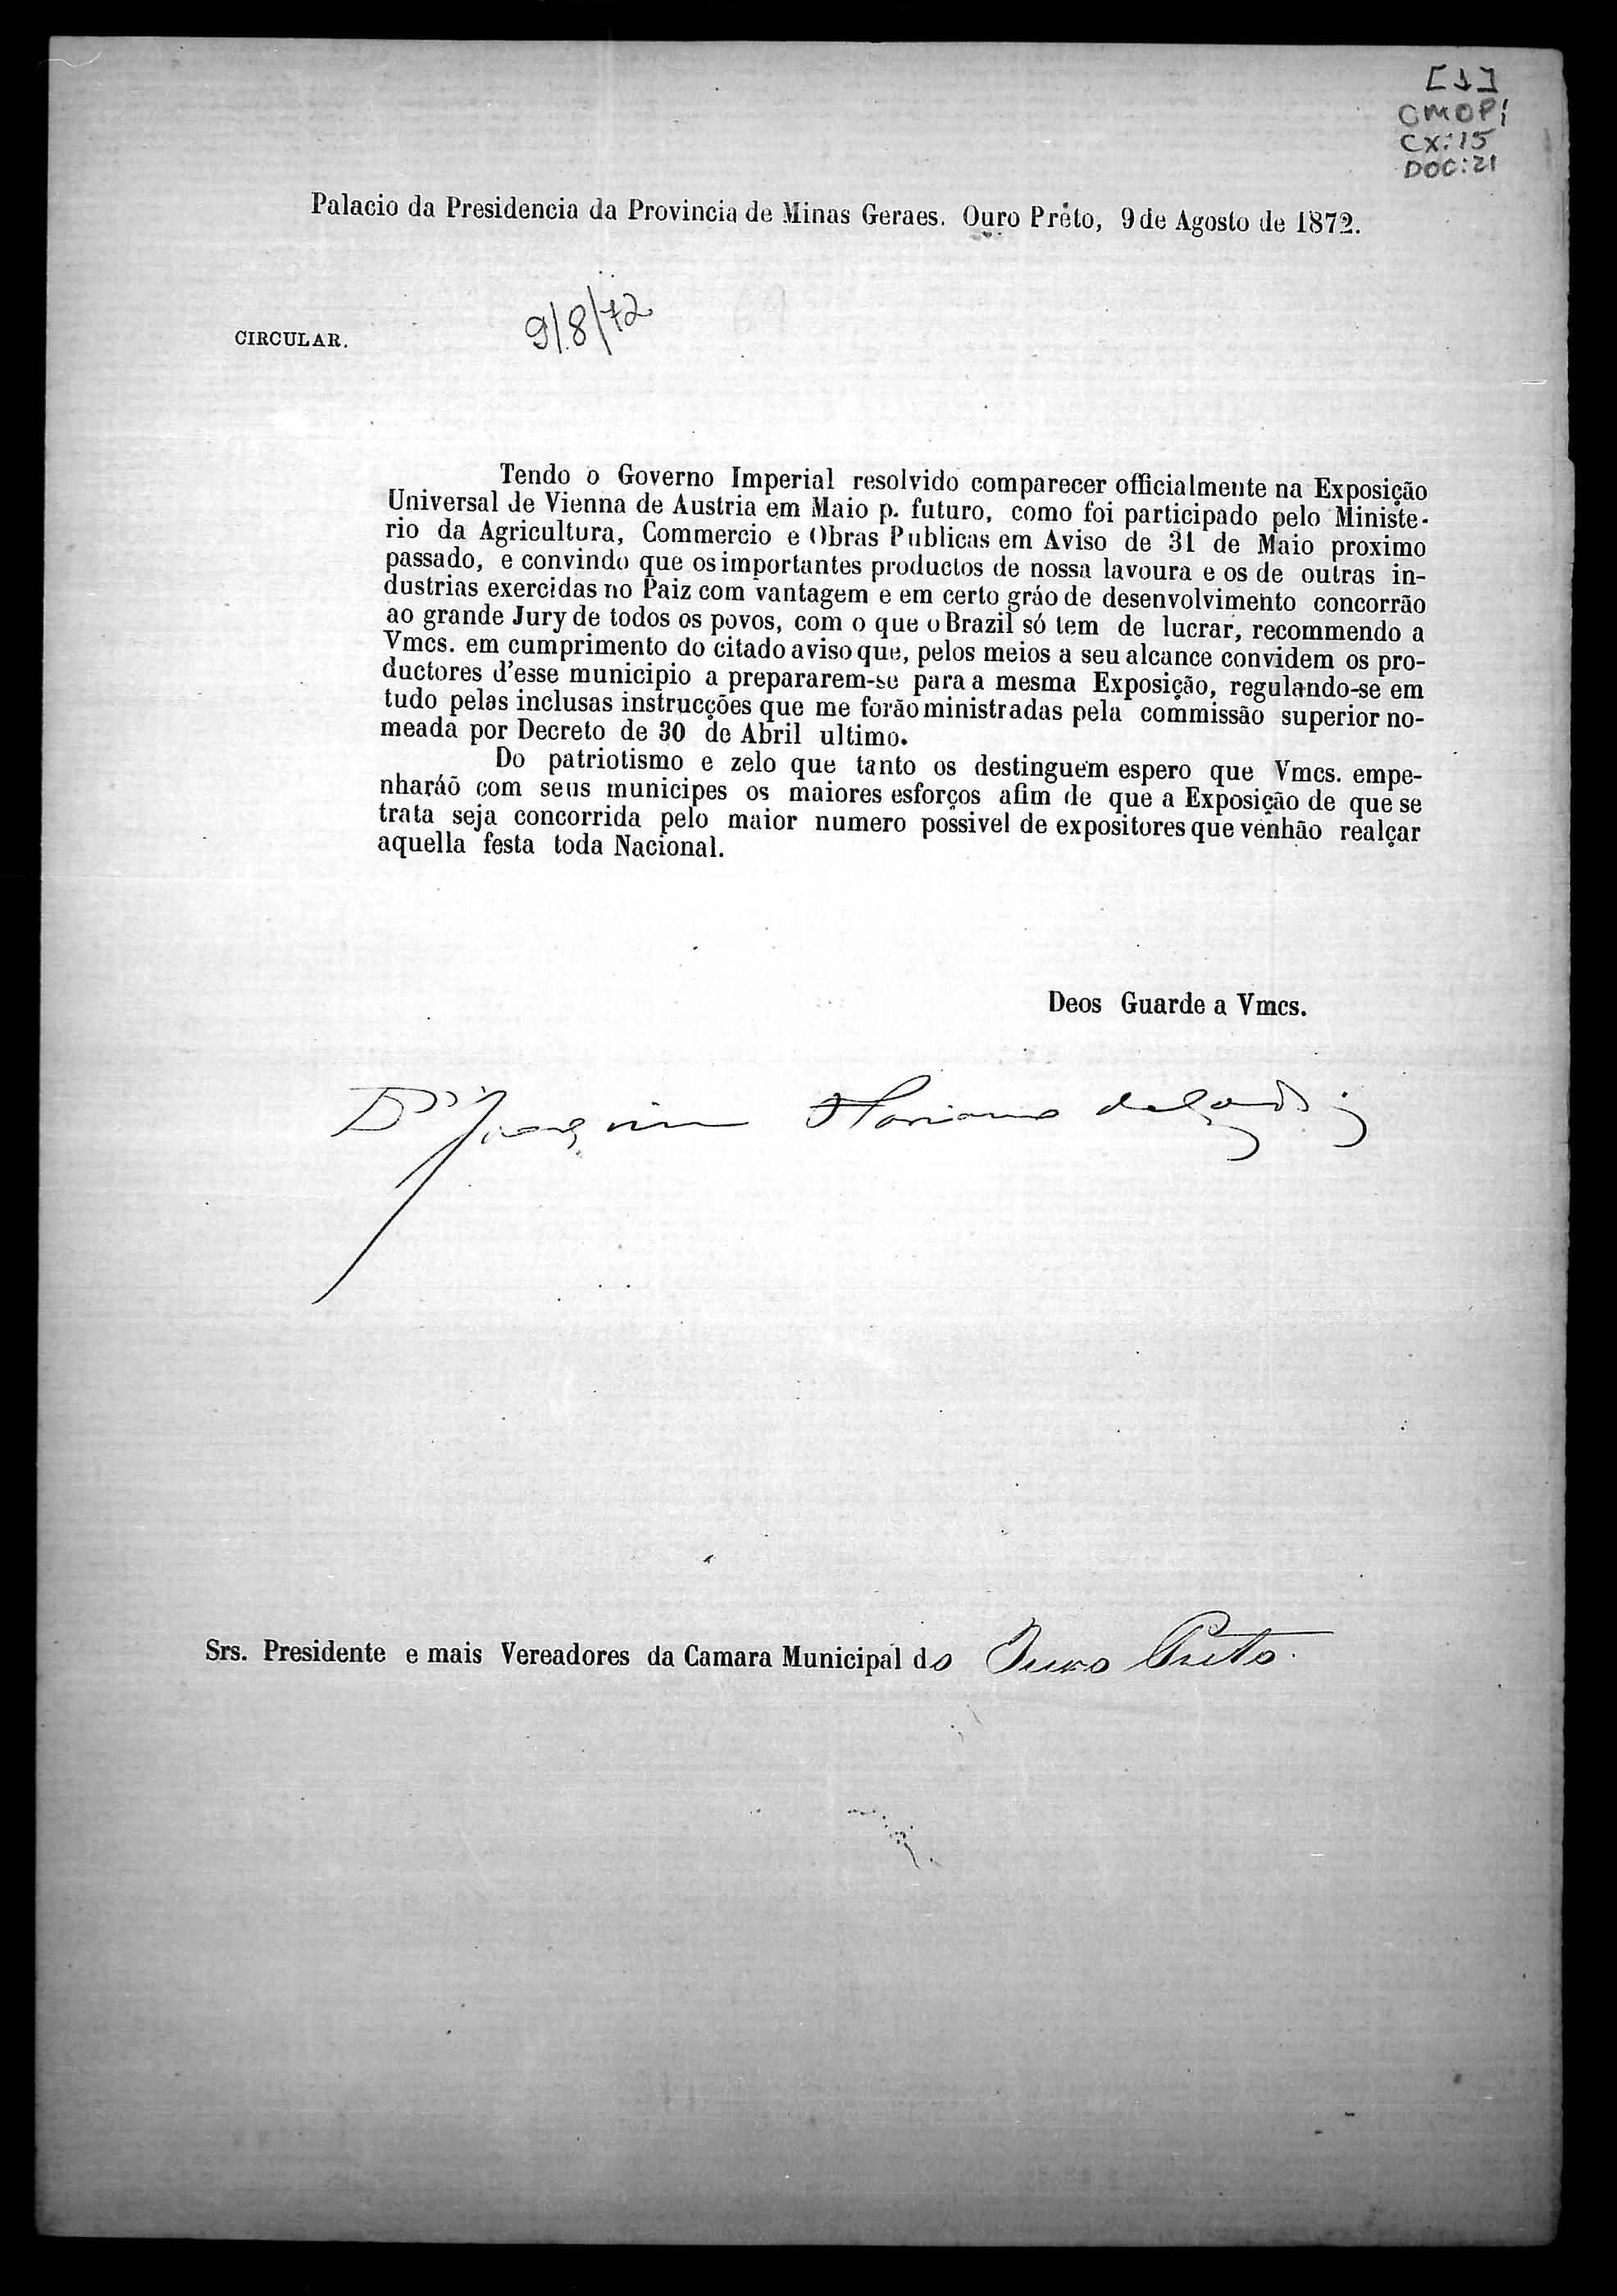 [1]
CMOP;
CX:15
DOC:21
Palacio da Presidencia da Provincia de Minas Geraes. Ouro Prêto, 9 de Agosto de 1872.
9/8/72
CIRCULAR.
Tendo o Governo Imperial resolvido comparecer officialmente na Exposição
Universal de Vienna de Austria em Maio p. futuro, como foi participado pelo Ministe-
rio da Agricultura, Commercio e Obras Publicas em Aviso de 31 de Maio proximo
passado, e convindo que os importantes productos de nossa lavoura e os de outras in-
dustrias exercidas no Paiz com vantagem e em certo gráo de desenvolvimento concorrão
ao grande Jury de todos os povos, com o que o Brazil só tem de lucrar, recommendo a
Vmcs. em cumprimento do citado aviso que, pelos meios a seu alcance convidem os pro-
ductores d'esse municipio a prepararem-se para a mesma Exposição, regulando-se em
tudo pelas inclusas instrucções que me forão ministradas pela commissão superior no-
meada por Decreto de 30 de Abril ultimo.
Do patriotismo e zelo que tanto os destinguem espero que Vmcs. empe-
nharáõ com seus municipes os maiores esforços afim de que a Exposição de que se
trata seja concorrida pelo maior numero possivel de expositores que venhão realçar
aquella festa toda Nacional.
Deos Guarde a Vmcs.
Dr Joaquim Floriano de Godoy
Srs. Presidente e mais Vereadores da Camara Municipal do Ouro Preto.